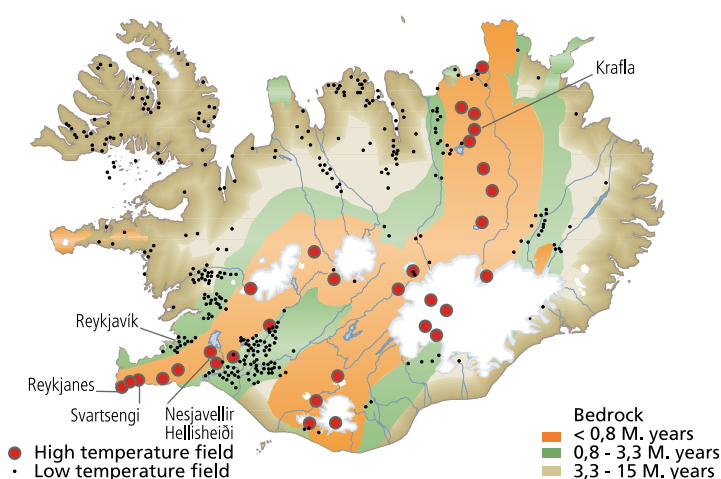 Krafla
Reykjavík
Reykjanes
Svartsengi
Nesjavellir
Hellisheiði
High temperature field
Low temperature field
Bedrock
< 0,8 M. years
0,8 - 3,3 M. years
3,3 - 15 M. years